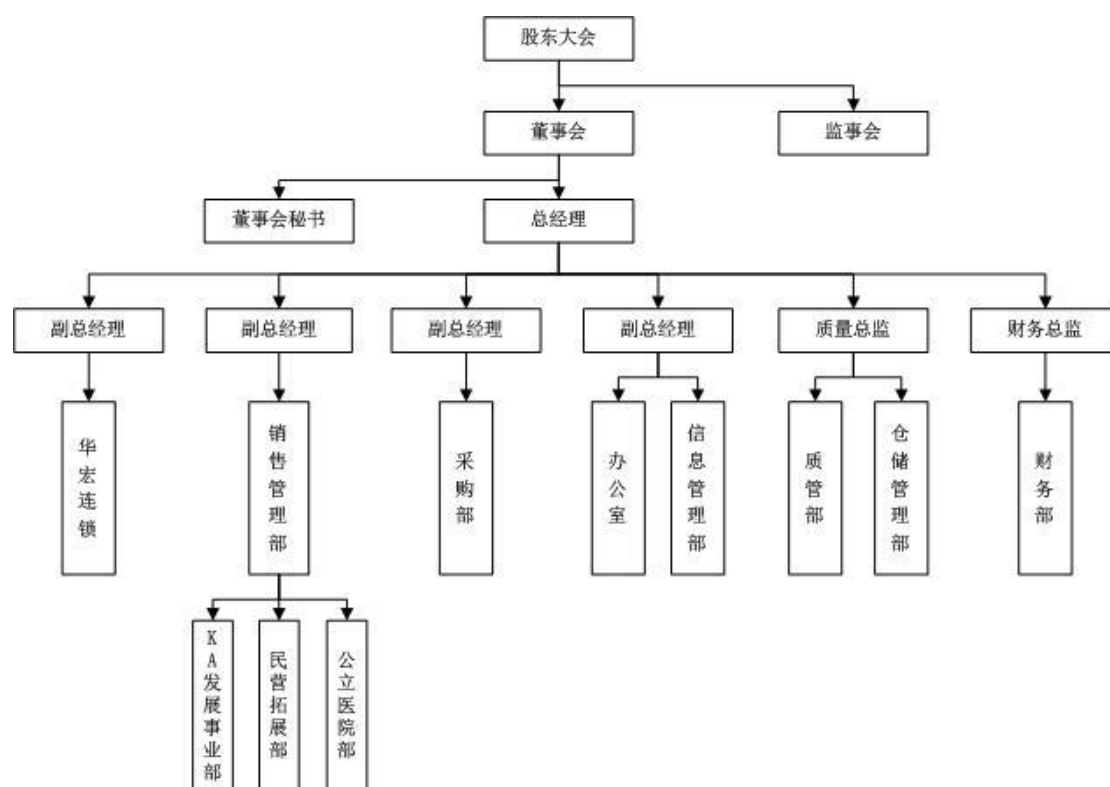 股东大会
董事会
监事会
董事会秘书
总经理
副总经理
副总经理
副总经理
副总经理
质量总监
财务总监
华宏连锁
销售管理部
采购部
办公室
信息管理部
质管部
仓储管理部
财务部
KA发展事业部
民营拓展部
公立医院部